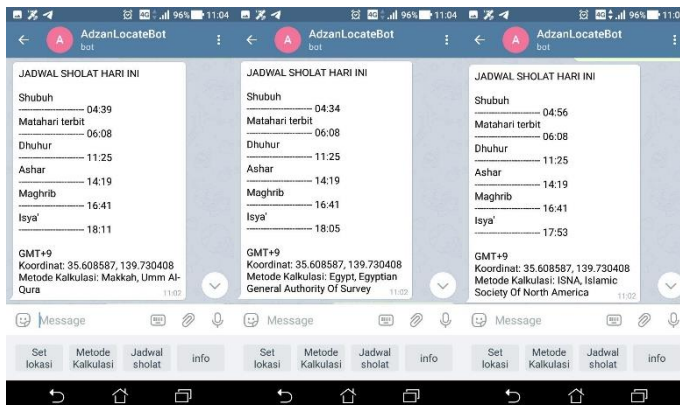 96% 11:04
A
AdzanLocateBot
bot
JADWAL SHOLAT HARI INI
Shubuh
-------------------------- 04:39
Matahari terbit
-------------------------- 06:08
Dhuhur
-------------------------- 11:25
Ashar
-------------------------- 14:19
Maghrib
-------------------------- 16:41
Isya'
-------------------------- 18:11
GMT+9
Koordinat: 35.608587, 139.730408
Metode Kalkulasi: Makkah, Umm Al-
Qura
11:02
Message
Set lokasi
Metode Kalkulasi
Jadwal sholat
info
4G 96% 11:04
A
AdzanLocateBot
bot
JADWAL SHOLAT HARI INI
Shubuh
-------------------------- 04:34
Matahari terbit
-------------------------- 06:08
Dhuhur
-------------------------- 11:25
Ashar
-------------------------- 14:19
Maghrib
-------------------------- 16:41
Isya'
-------------------------- 18:05
GMT+9
Koordinat: 35.608587, 139.730408
Metode Kalkulasi: Egypt, Egyptian
General Authority Of Survey
11:02
Message
Set lokasi
Metode Kalkulasi
Jadwal sholat
info
4G 96% 11:0
A
AdzanLocateBot
bot
JADWAL SHOLAT HARI INI
Shubuh
-------------------------- 04:56
Matahari terbit
-------------------------- 06:08
Dhuhur
-------------------------- 11:25
Ashar
-------------------------- 14:19
Maghrib
-------------------------- 16:41
Isya'
-------------------------- 17:53
GMT+9
Koordinat: 35.608587, 139.730408
Metode Kalkulasi: ISNA, Islamic
Society Of North America
11:02
Message
Set lokasi
Metode Kalkulasi
Jadwal sholat
info